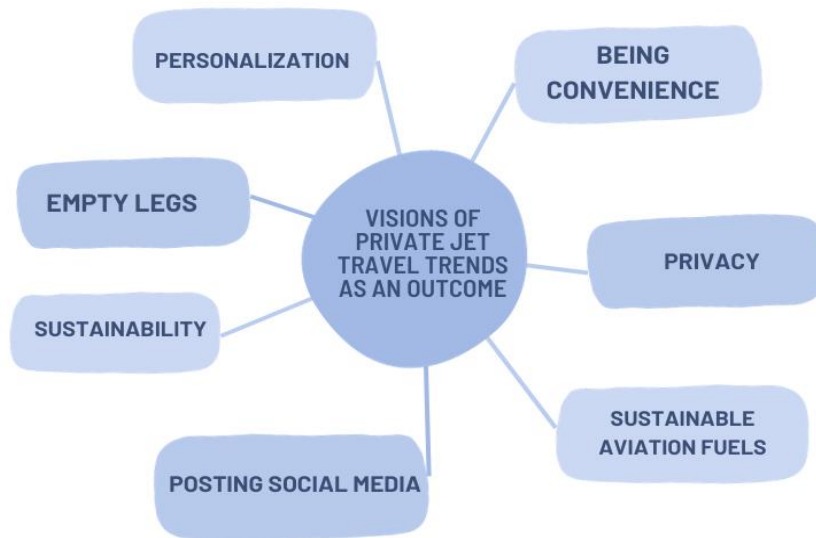 PERSONALIZATION
BEING
CONVENIENCE
EMPTY LEGS
VISIONS OF
PRIVATE JET
TRAVEL TRENDS
AS AN OUTCOME
PRIVACY
SUSTAINABILITY
SUSTAINABLE
AVIATION FUELS
POSTING SOCIAL MEDIA